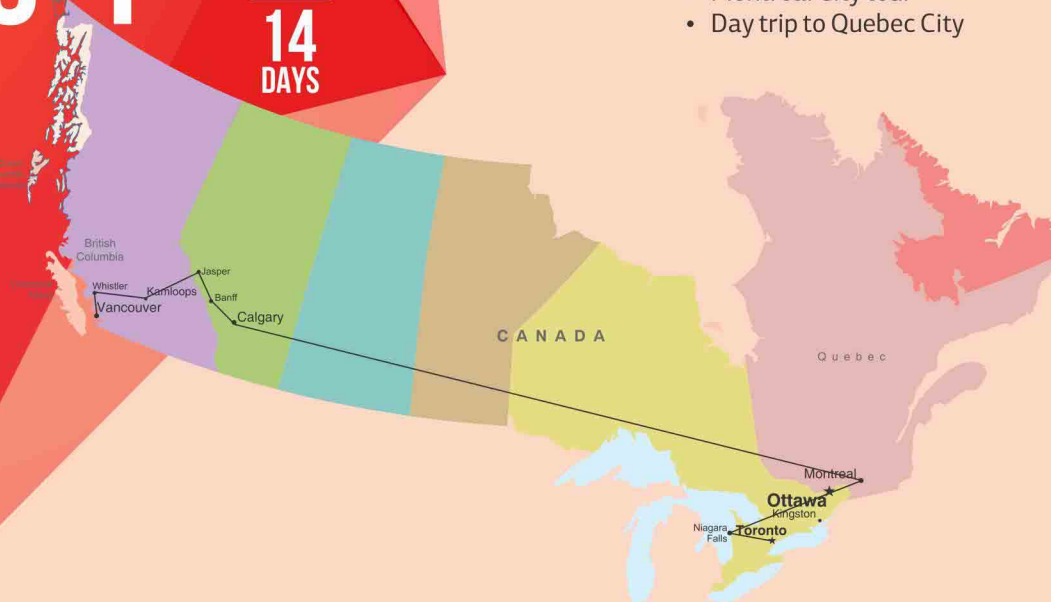 14
DAYS
• Day trip to Quebec City
British
Columbia
Whistler
Vancouver
Kamloops
Jasper
Banff
Calgary
CANADA
Quebec
Montreal
Ottawa
Kingston
Niagara
Falls
Toronto